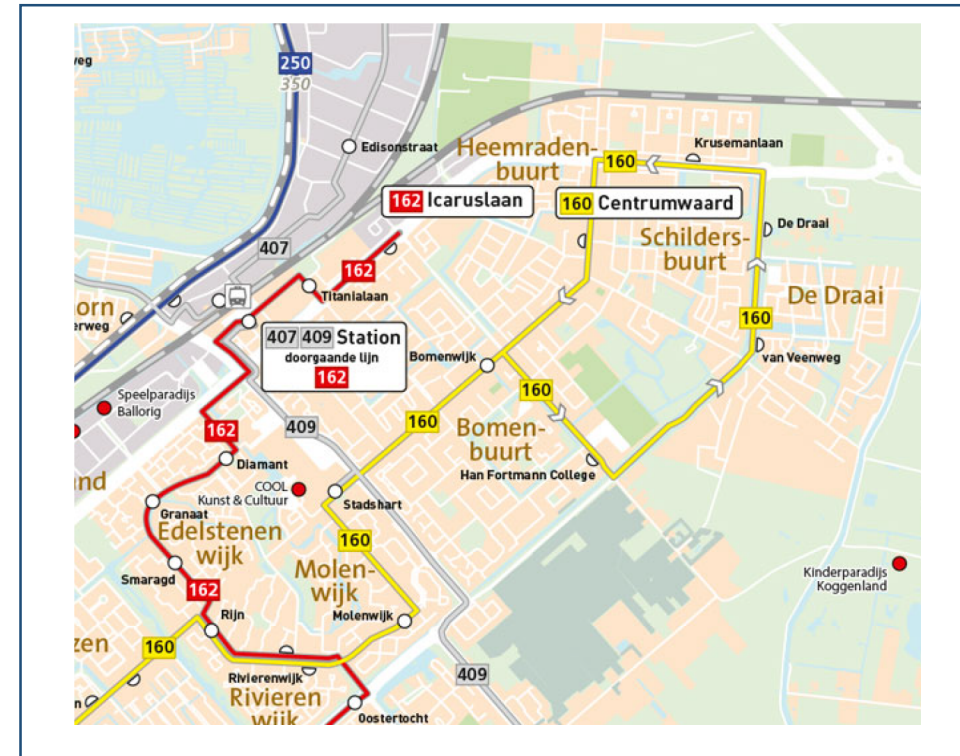 250
350
Edisonstraat
Heemraden-
buurt
Krusemanlaan
160
162 Icaruslaan
160 Centrumwaard
De Draai
Schilders-
buurt
407
162
Titanialaan
De Draai
160
407 409 Station
doorgaande lijn
162
Bomenwijk
van Veenweg
160
Speelparadijs
Ballorig
162
409
160
Bomen-
buurt
Diamant
Han Fortmann College
COOL
Kunst & Cultuur
Stadshart
Granaat
Edelstenen
wijk
160
Molen-
wijk
Smaragd
162
Kinderparadijs
Koggenland
Rijn
Molenwijk
160
Rivierenwijk
409
Rivieren
wijk
Oostertocht